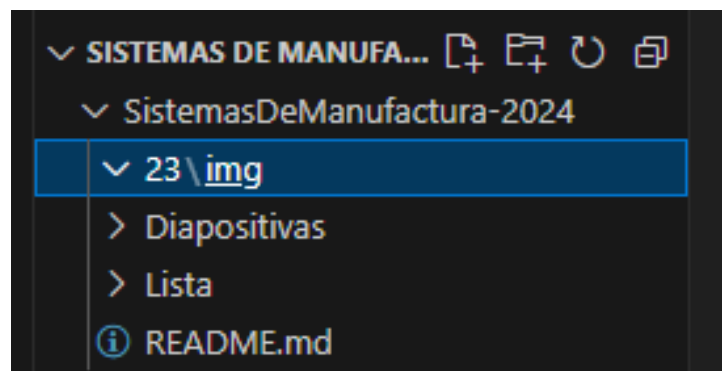 SISTEMAS DE MANUFA...
SistemasDeManufactura-2024
23\img
Diapositivas
Lista
README.md